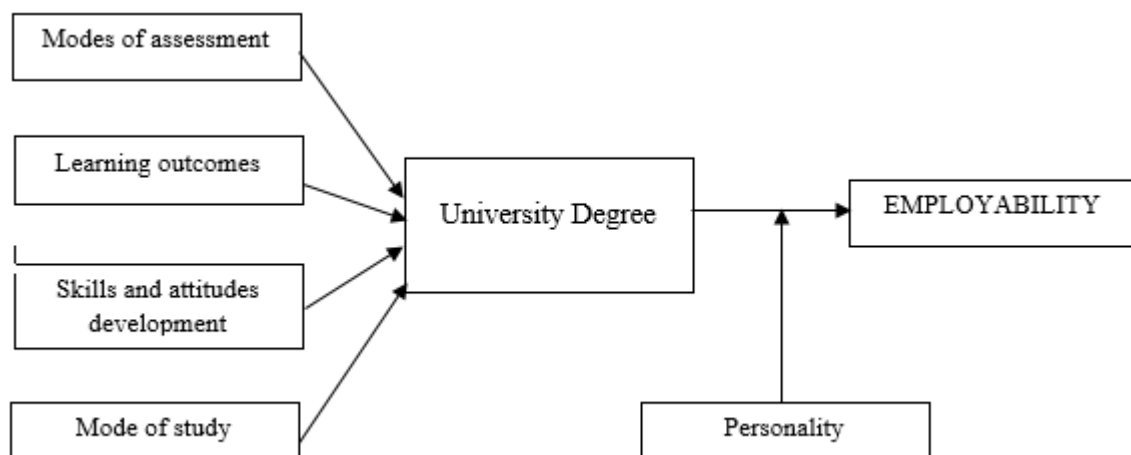 Modes of assessment
Learning outcomes
University Degree
EMPLOYABILITY
Skills and attitudes
development
Mode of study
Personality